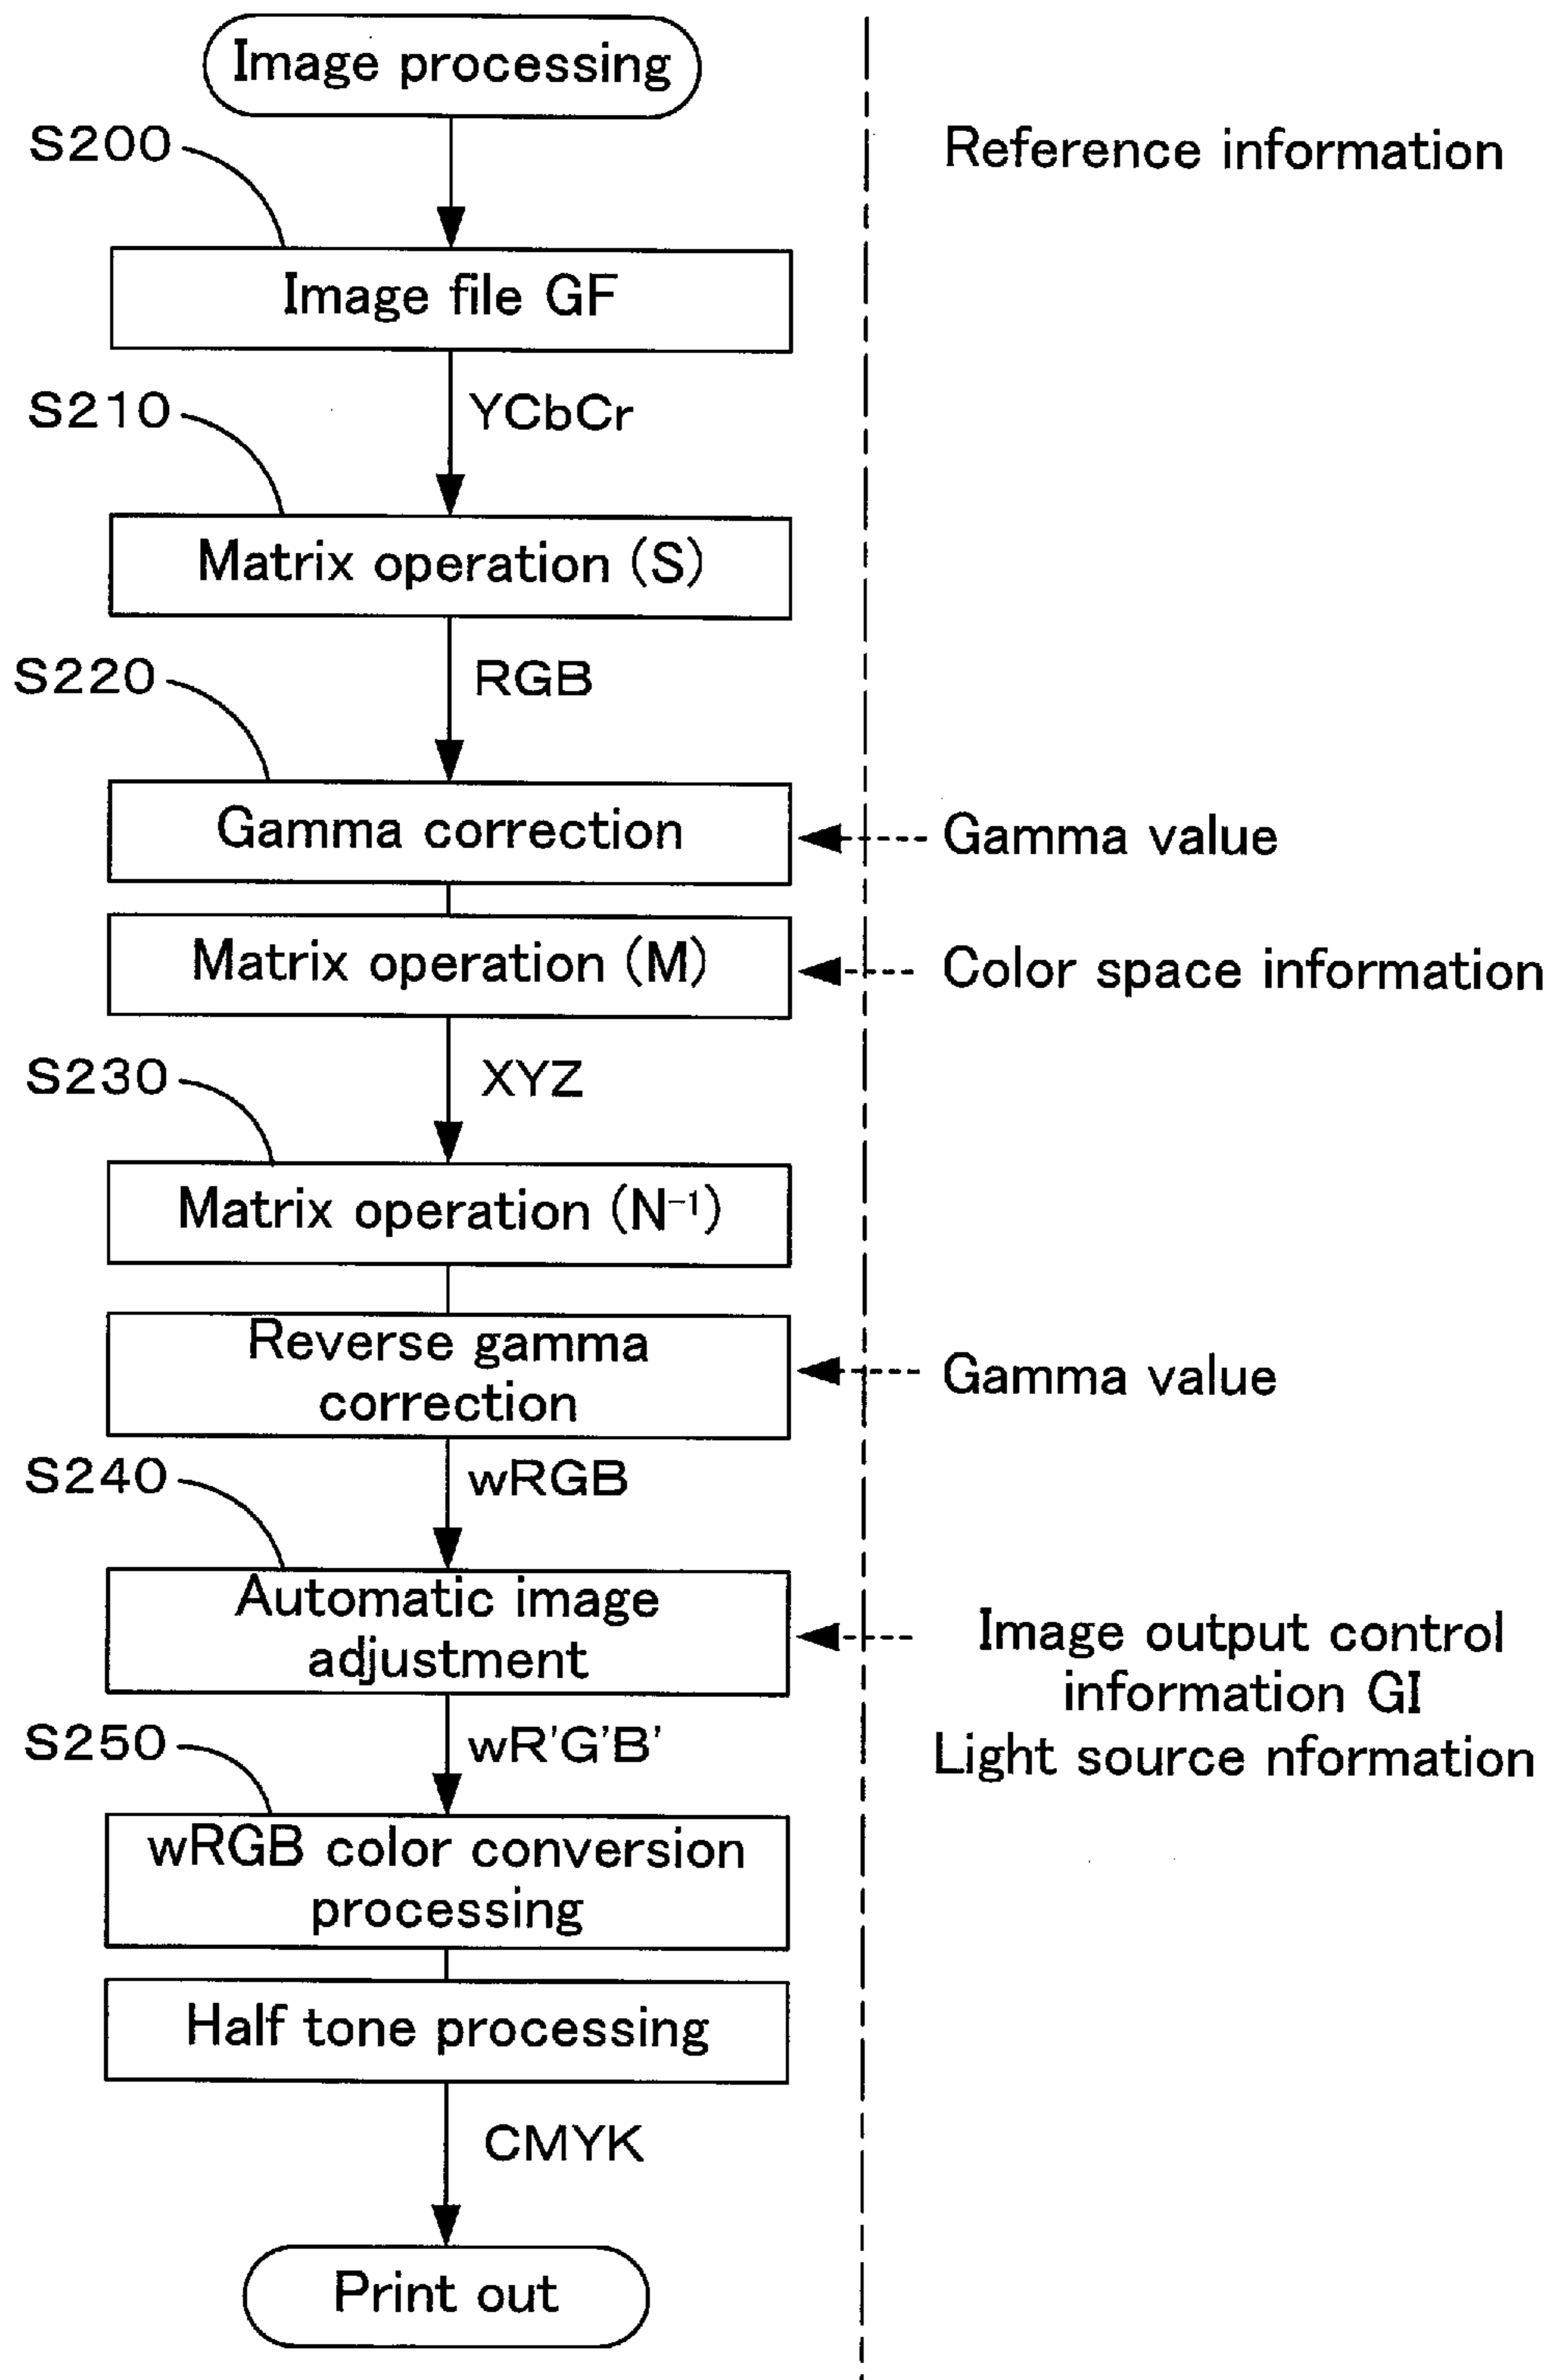 Image processing
Reference information
S200
Image file GF
S210
YCbCr
Matrix operation (S)
S220
RGB
Gamma correction
Gamma value
Matrix operation (M)
Color space information
S230
XYZ
Matrix operation (N⁻¹)
Reverse gamma
correction
Gamma value
S240
wRGB
Automatic image
adjustment
Image output control
information GI
Light source nformation
S250
wR'G'B'
wRGB color conversion
processing
Half tone processing
CMYK
Print out